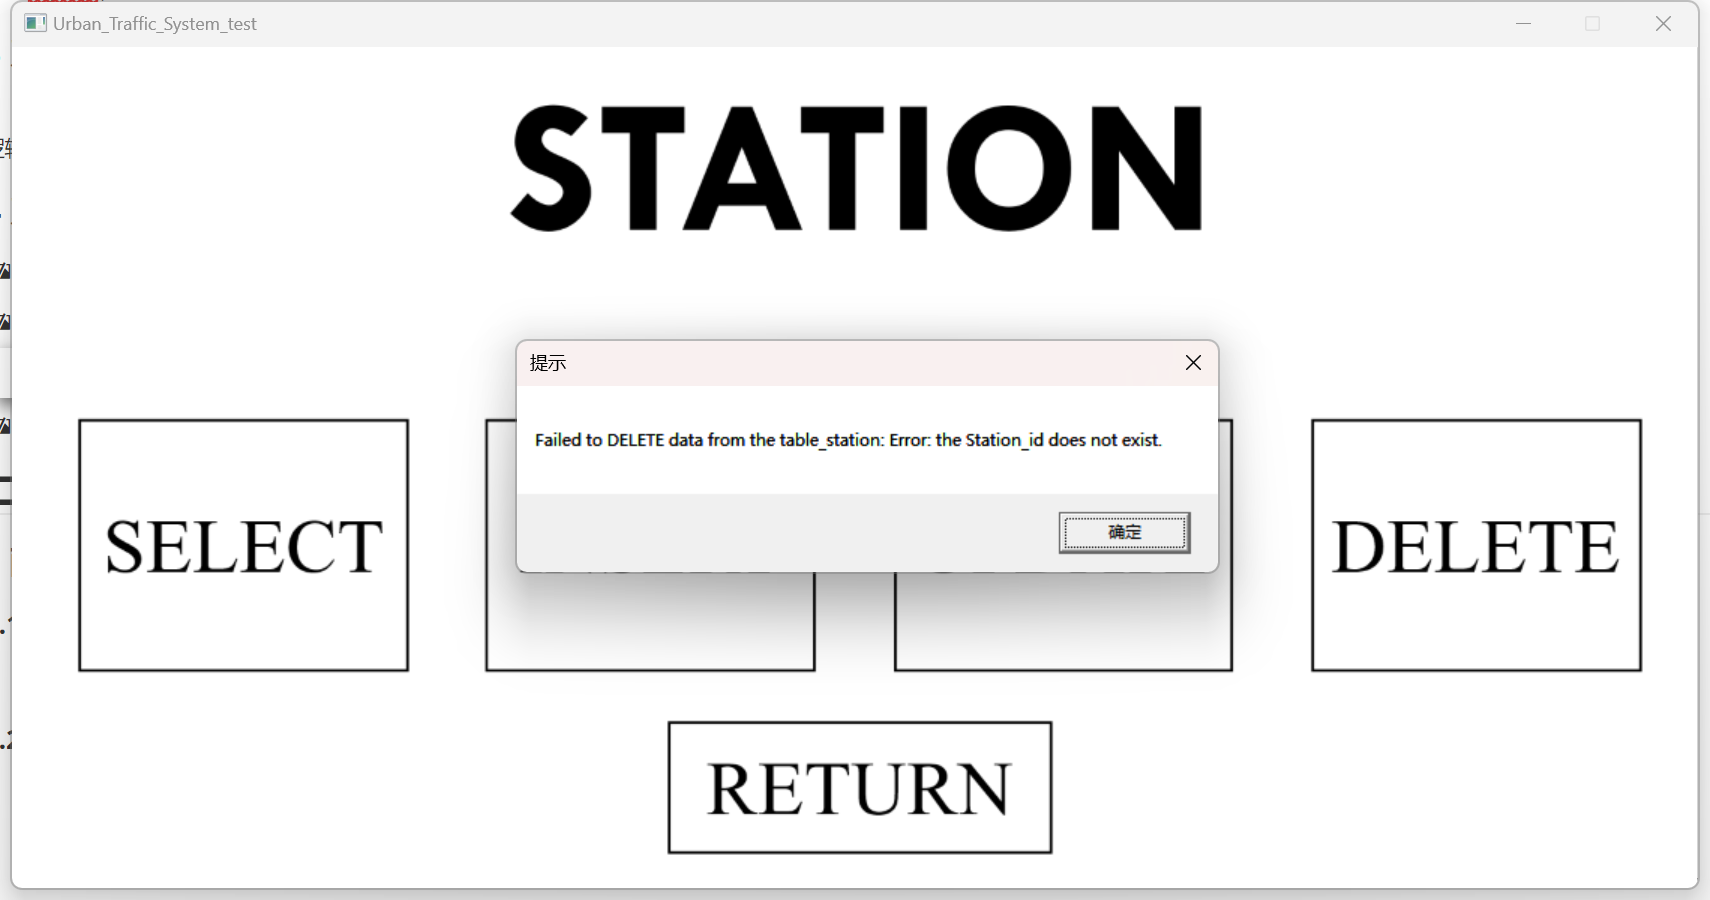 Urban_Traffic_System_test
STATION
提示
Failed to DELETE data from the table_station: Error: the Station_id does not exist.
确定
SELECT
DELETE
RETURN